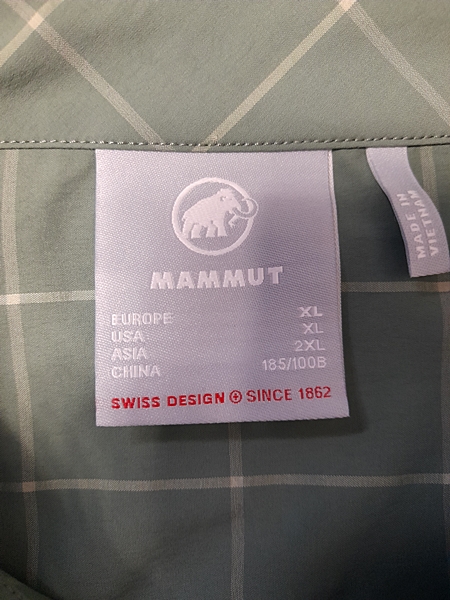 MAMMUT
EUROPE XL
USA XL
ASIA 2XL
CHINA 185/100B
SWISS DESIGN SINCE 1862
MADE IN
VIETNAM